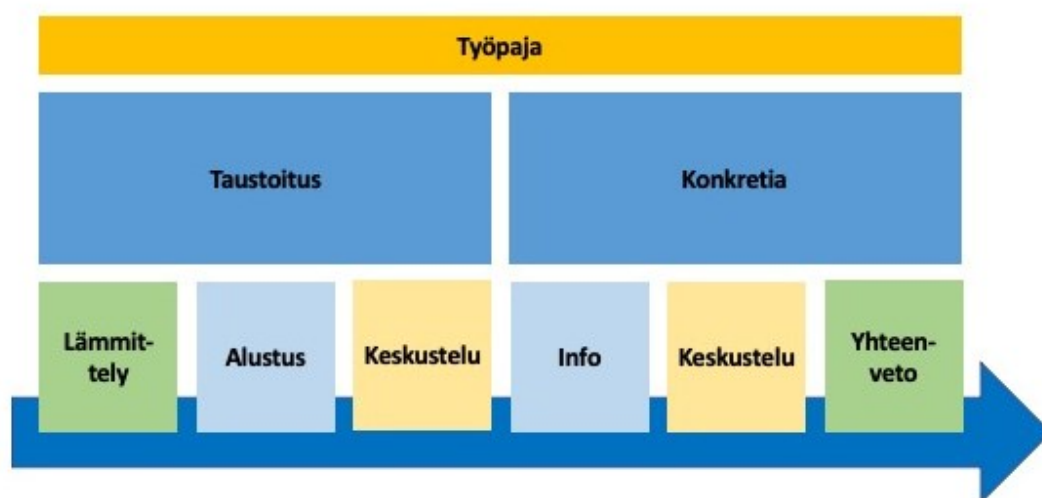 Työpaja
Taustoitus
Konkretia
Lämmit-
tely
Alustus
Keskustelu
Info
Keskustelu
Yhteen-
veto